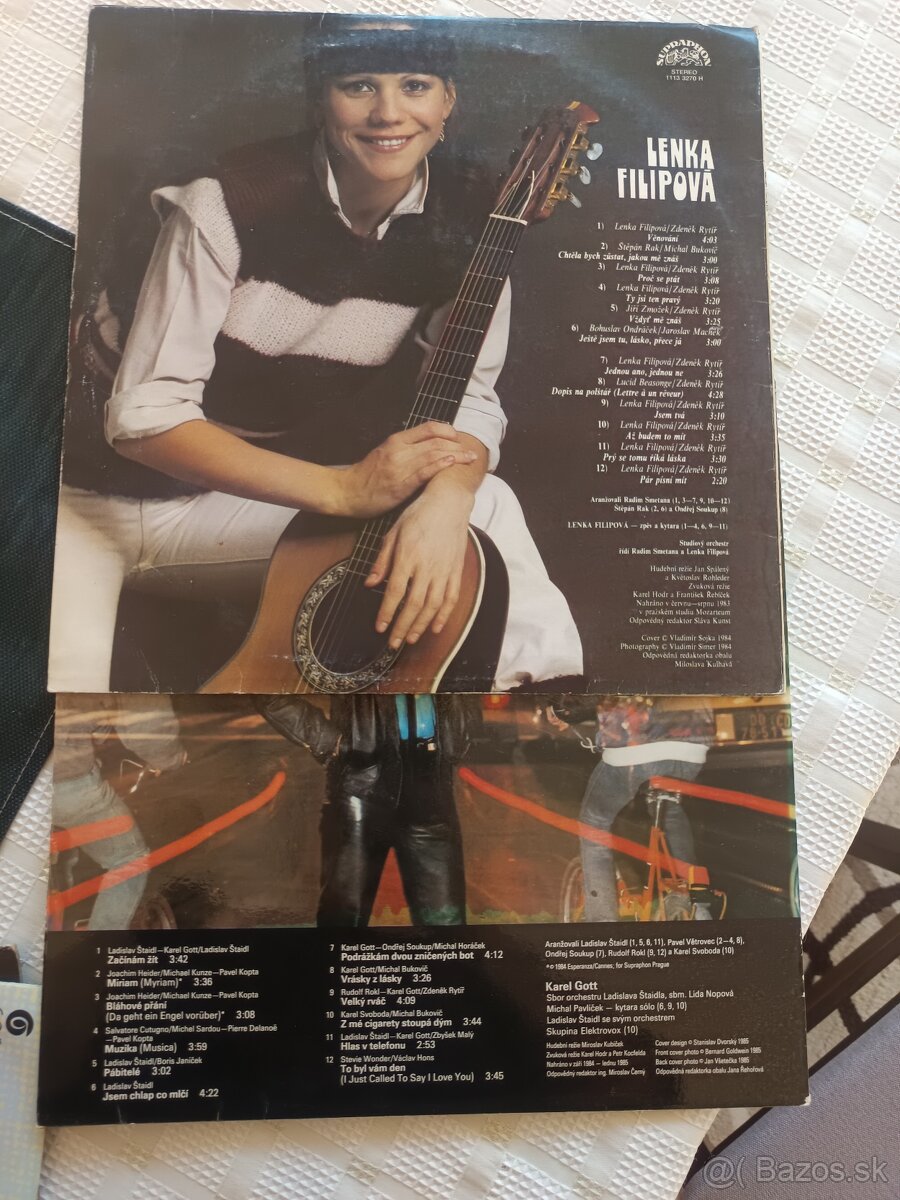 SUPRAPHON
STEREO
1113 3270 H
LENKA
FILIPOVÁ
1) Lenka Filipová/Zdeněk Rytíř
Věnování 4:03
2) Štěpán Rak/Michal Bukovič
Chtěla bych zůstat, jakou mě znáš 3:00
3) Lenka Filipová/Zdeněk Rytíř
Proč se ptát 3:08
4) Lenka Filipová/Zdeněk Rytíř
Ty jsi ten pravý 3:20
5) Jiří Zmožek/Zdeněk Rytíř
Vždyť mě znáš 3:25
6) Bohuslav Ondráček/Jaroslav Machek
Ještě jsem tu, lásko, přece já 3:00
7) Lenka Filipová/Zdeněk Rytíř
Jednou ano, jednou ne 3:26
8) Lucid Beasonge/Zdeněk Rytíř
Dopis na polštář (Lettre à un rêveur) 4:28
9) Lenka Filipová/Zdeněk Rytíř
Jsem tvá 3:10
10) Lenka Filipová/Zdeněk Rytíř
Až budem to mít 3:35
11) Lenka Filipová/Zdeněk Rytíř
Prý se tomu říká láska 3:30
12) Lenka Filipová/Zdeněk Rytíř
Pár písní mít 2:20
Aranžovali Radim Smetana (1, 3—7, 9, 10—12)
Štěpán Rak (2, 6) a Ondřej Soukup (8)
LENKA FILIPOVÁ — zpěv a kytara (1—4, 6, 9—11)
Studiový orchestr
řídí Radim Smetana a Lenka Filipová
Hudební režie Jan Spálený
a Květoslav Rohleder
Zvuková režie
Karel Hodr a František Řebíček
Nahráno v červnu—srpnu 1983
v pražském studiu Mozarteum
Odpovědný redaktor Sláva Kunst
Cover © Vladimír Sojka 1984
Photography © Vladimír Šimer 1984
Odpovědná redaktorka obalu
Miloslava Kulhavá
1 Ladislav Štaidl—Karel Gott/Ladislav Štaidl
Začínám žít 3:42
2 Joachim Heider/Michael Kunze—Pavel Kopta
Miriam (Myriam)* 3:36
3 Joachim Heider/Michael Kunze—Pavel Kopta
Bláhové přání
(Da geht ein Engel vorüber)* 3:08
4 Salvatore Cutugno/Michel Sardou—Pierre Delanoë
—Pavel Kopta
Muzika (Musica) 3:59
5 Ladislav Štaidl/Boris Janíček
Pábitelé 3:02
6 Ladislav Štaidl
Jsem chlap co mlčí 4:22
7 Karel Gott—Ondřej Soukup/Michal Horáček
Podrážkám dvou zničených bot 4:12
8 Karel Gott/Michal Bukovič
Vrásky z lásky 3:26
9 Rudolf Rokl—Karel Gott/Zdeněk Rytíř
Velký rváč 4:09
10 Karel Svoboda/Michal Bukovič
Z mé cigarety stoupá dým 3:44
11 Ladislav Štaidl—Karel Gott/Zbyšek Malý
Hlas v telefonu 2:53
12 Stevie Wonder/Václav Hons
To byl vám den
(I Just Called To Say I Love You) 3:45
Aranžovali Ladislav Štaidl (1, 5, 8, 11), Pavel Větrovec (2—4, 6),
Ondřej Soukup (7), Rudolf Rokl (9, 12) a Karel Svoboda (10)
* ℗ 1984 Esperanza/Cannes; for Supraphon Prague
Karel Gott
Sbor orchestru Ladislava Štaidla, sbm. Lída Nopová
Michal Pavlíček — kytara sólo (6, 9, 10)
Ladislav Štaidl se svým orchestrem
Skupina Elektrovox (10)
Hudební režie Miroslav Kubíček
Zvuková režie Karel Hodr a Petr Kocfelda
Nahráno v září 1984 — lednu 1985
Odpovědný redaktor ing. Miroslav Černý
Cover design © Stanislav Dvorský 1985
Front cover photo © Bernard Goldwein 1985
Back cover photo © Jan Všetečka 1985
Odpovědná redaktorka obalu Jana Řehořová
@( Bazos.sk